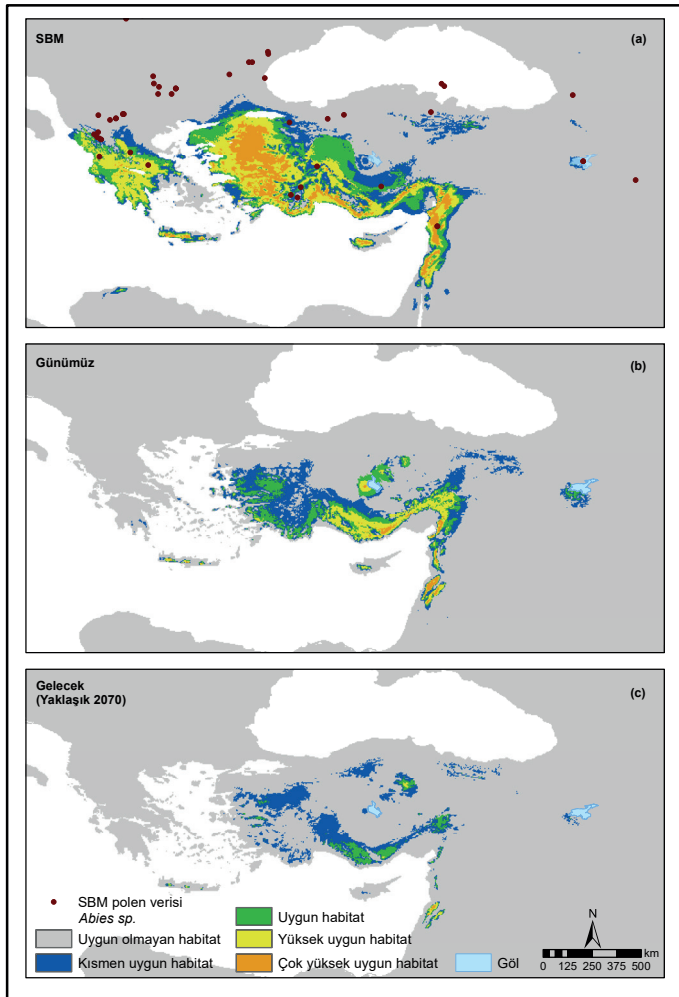 SBM
(a)
Günümüz
(b)
Gelecek
(Yaklaşık 2070)
(c)
SBM polen verisi
Abies sp.
Uygun olmayan habitat
Kısmen uygun habitat
Uygun habitat
Yüksek uygun habitat
Çok yüksek uygun habitat
Göl
N
km
0 125 250 375 500